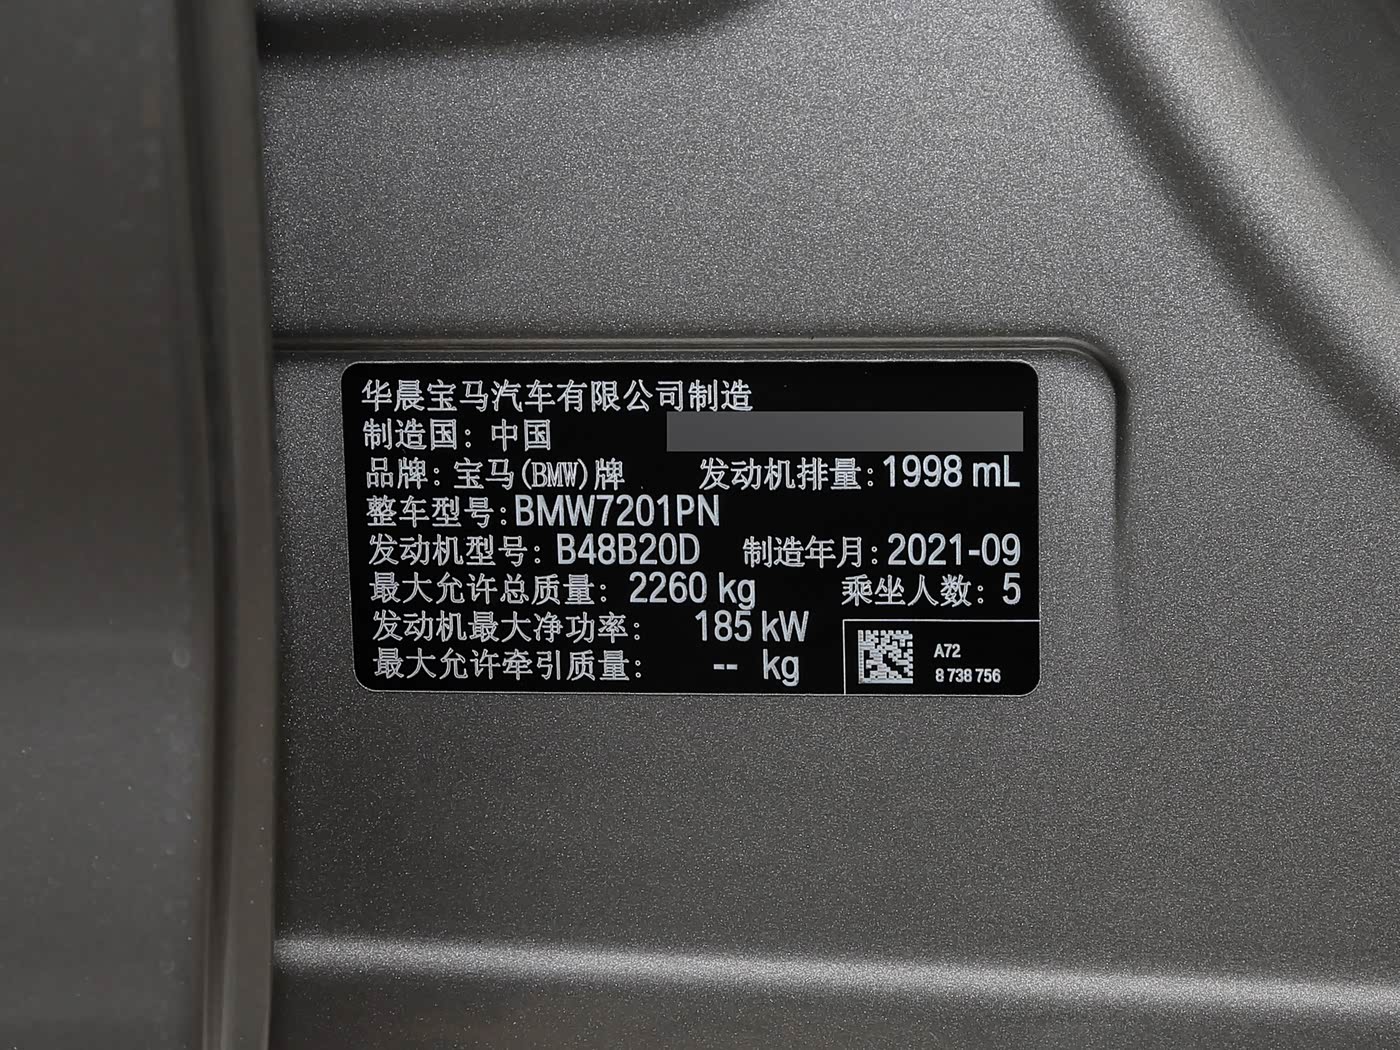 华晨宝马汽车有限公司制造
制造国：中国
品牌：宝马(BMW)牌 发动机排量：1998 mL
整车型号：BMW7201PN
发动机型号：B48B20D 制造年月：2021-09
最大允许总质量：2260 kg 乘坐人数：5
发动机最大净功率：185 kW
最大允许牵引质量：-- kg
A72
8 738 756